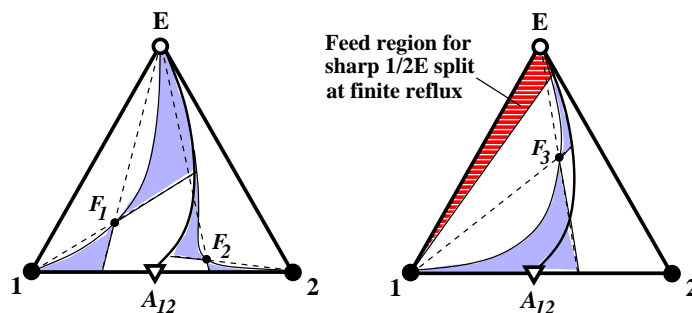 E
F1
F2
1
A12
2
Feed region for
sharp 1/2E split
at finite reflux
E
F3
1
A12
2